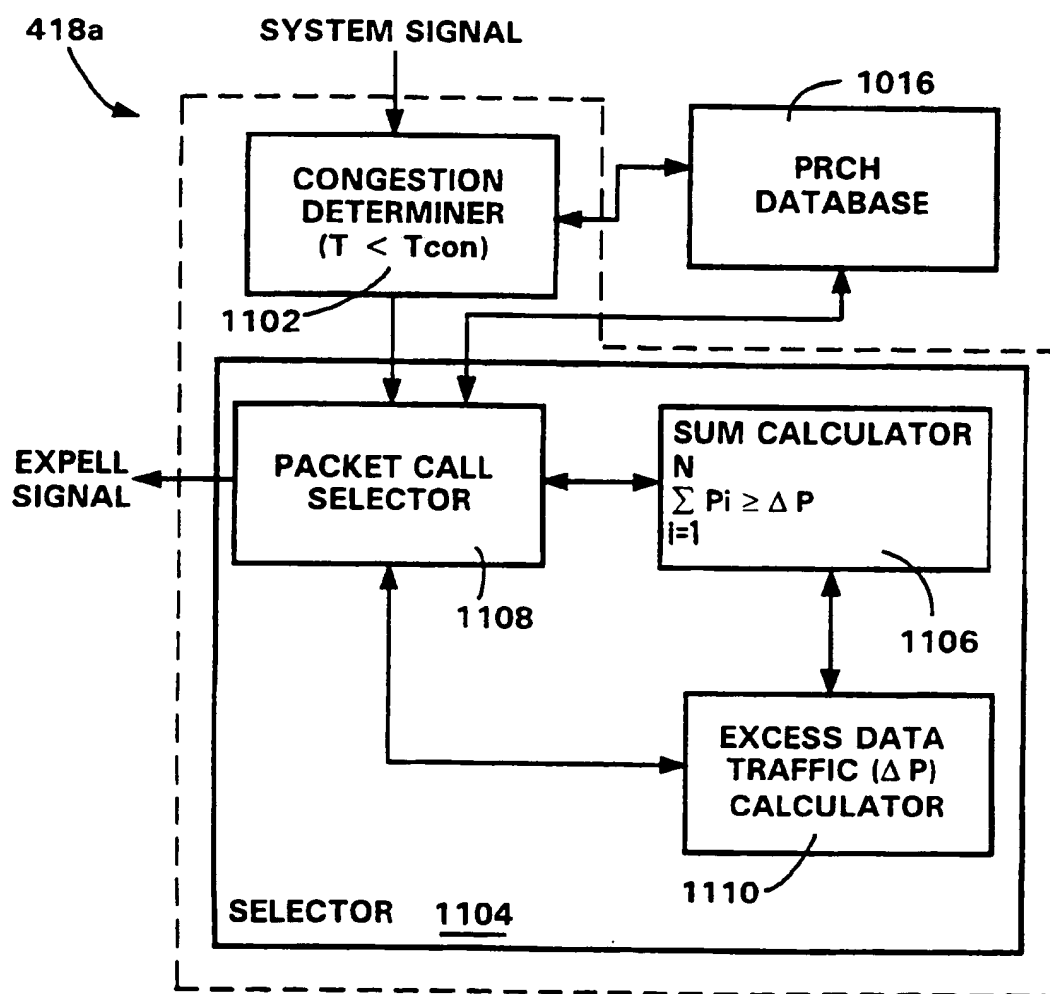 418a
SYSTEM SIGNAL
1016
CONGESTION
DETERMINER
(T < Tcon)
1102
PRCH
DATABASE
EXPELL
SIGNAL
PACKET CALL
SELECTOR
1108
SUM CALCULATOR
N
Σ Pi ≥ Δ P
i=1
1106
EXCESS DATA
TRAFFIC (Δ P)
CALCULATOR
1110
SELECTOR 1104